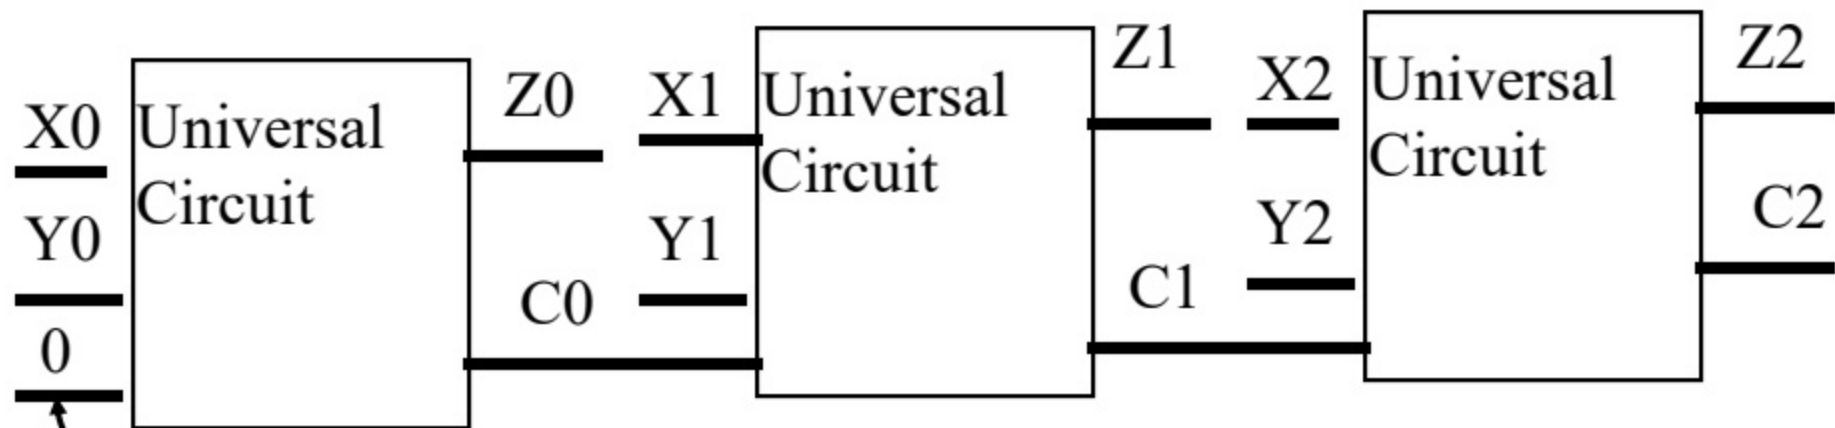 X0
Y0
0
Universal
Circuit
Z0
C0
X1
Y1
Universal
Circuit
Z1
C1
X2
Y2
Universal
Circuit
Z2
C2